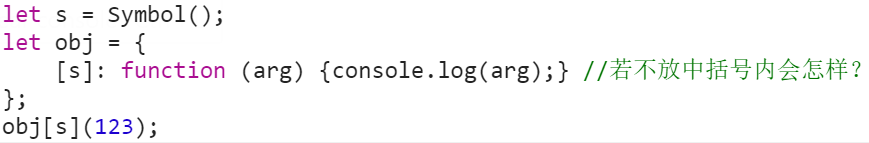 let s = Symbol();
let obj = {
    [s]: function (arg) {console.log(arg);} //若不放中括号内会怎样？
};
obj[s](123);